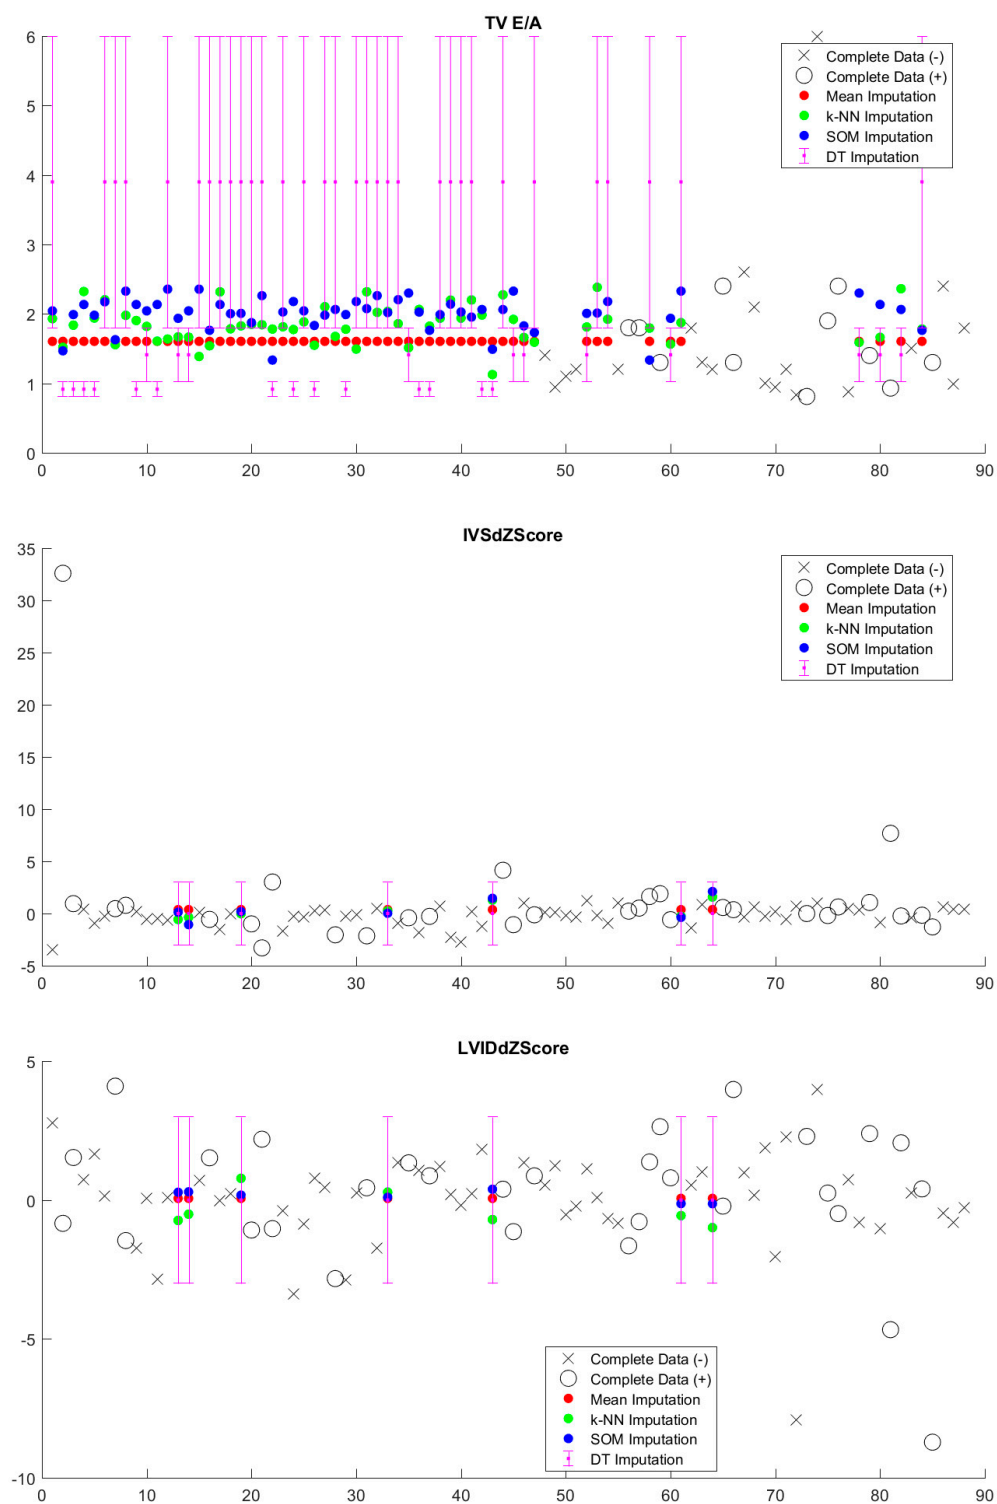 TV E/A
6
5
4
3
2
1
0
0 10 20 30 40 50 60 70 80 90
Complete Data (-)
Complete Data (+)
Mean Imputation
k-NN Imputation
SOM Imputation
DT Imputation
IVSdZScore
35
30
25
20
15
10
5
0
-5
0 10 20 30 40 50 60 70 80 90
Complete Data (-)
Complete Data (+)
Mean Imputation
k-NN Imputation
SOM Imputation
DT Imputation
LVIDdZScore
5
0
-5
-10
0 10 20 30 40 50 60 70 80 90
Complete Data (-)
Complete Data (+)
Mean Imputation
k-NN Imputation
SOM Imputation
DT Imputation